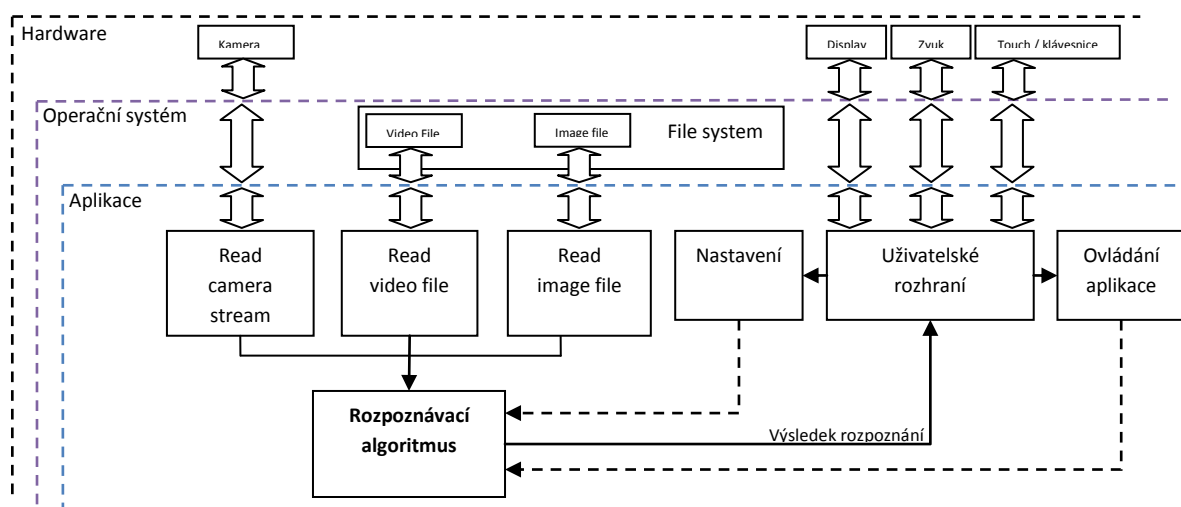 Hardware
Kamera
Display
Zvuk
Touch / klávesnice
Operační systém
Video File
Image file
File system
Aplikace
Read
camera
stream
Read
video file
Read
image file
Nastavení
Uživatelské
rozhraní
Ovládání
aplikace
Rozpoznávací
algoritmus
Výsledek rozpoznání